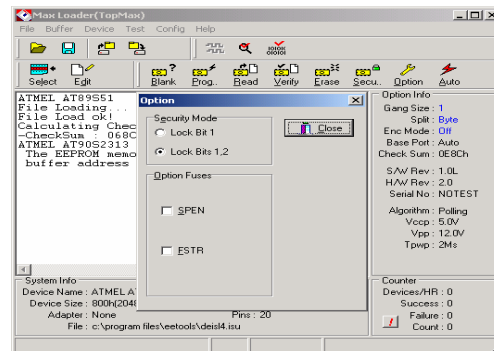 Max Loader(TopMax)
File Buffer Device Test Config Help
Select Edit Blank Prog.. Read Verify Erase Secu.. Option Auto
ATMEL AT89S51
File Loading...
File Load ok!
Calculating Chec
-CheckSum : 068C
ATMEL AT90S2313
The EEPROM memo
buffer address
Option
Security Mode
Lock Bit 1
Lock Bits 1,2
Close
Option Fuses
SPEN
FSTR
Option Info
Gang Size : 1
Split : Byte
Enc Mode : Off
Base Port : Auto
Check Sum : 0E8Ch
S/W Rev : 1.0L
H/W Rev : 2.0
Serial No : NOTEST
Algorithm : Polling
Vccp : 5.0V
Vpp : 12.0V
Tpwp : 2Ms
System Info
Device Name : ATMEL A
Device Size : 800h(2048
Adapter : None Pins : 20
File : c:\program files\eetools\deisl4.isu
Counter
Devices/HR : 0
Success : 0
Failure : 0
Count : 0